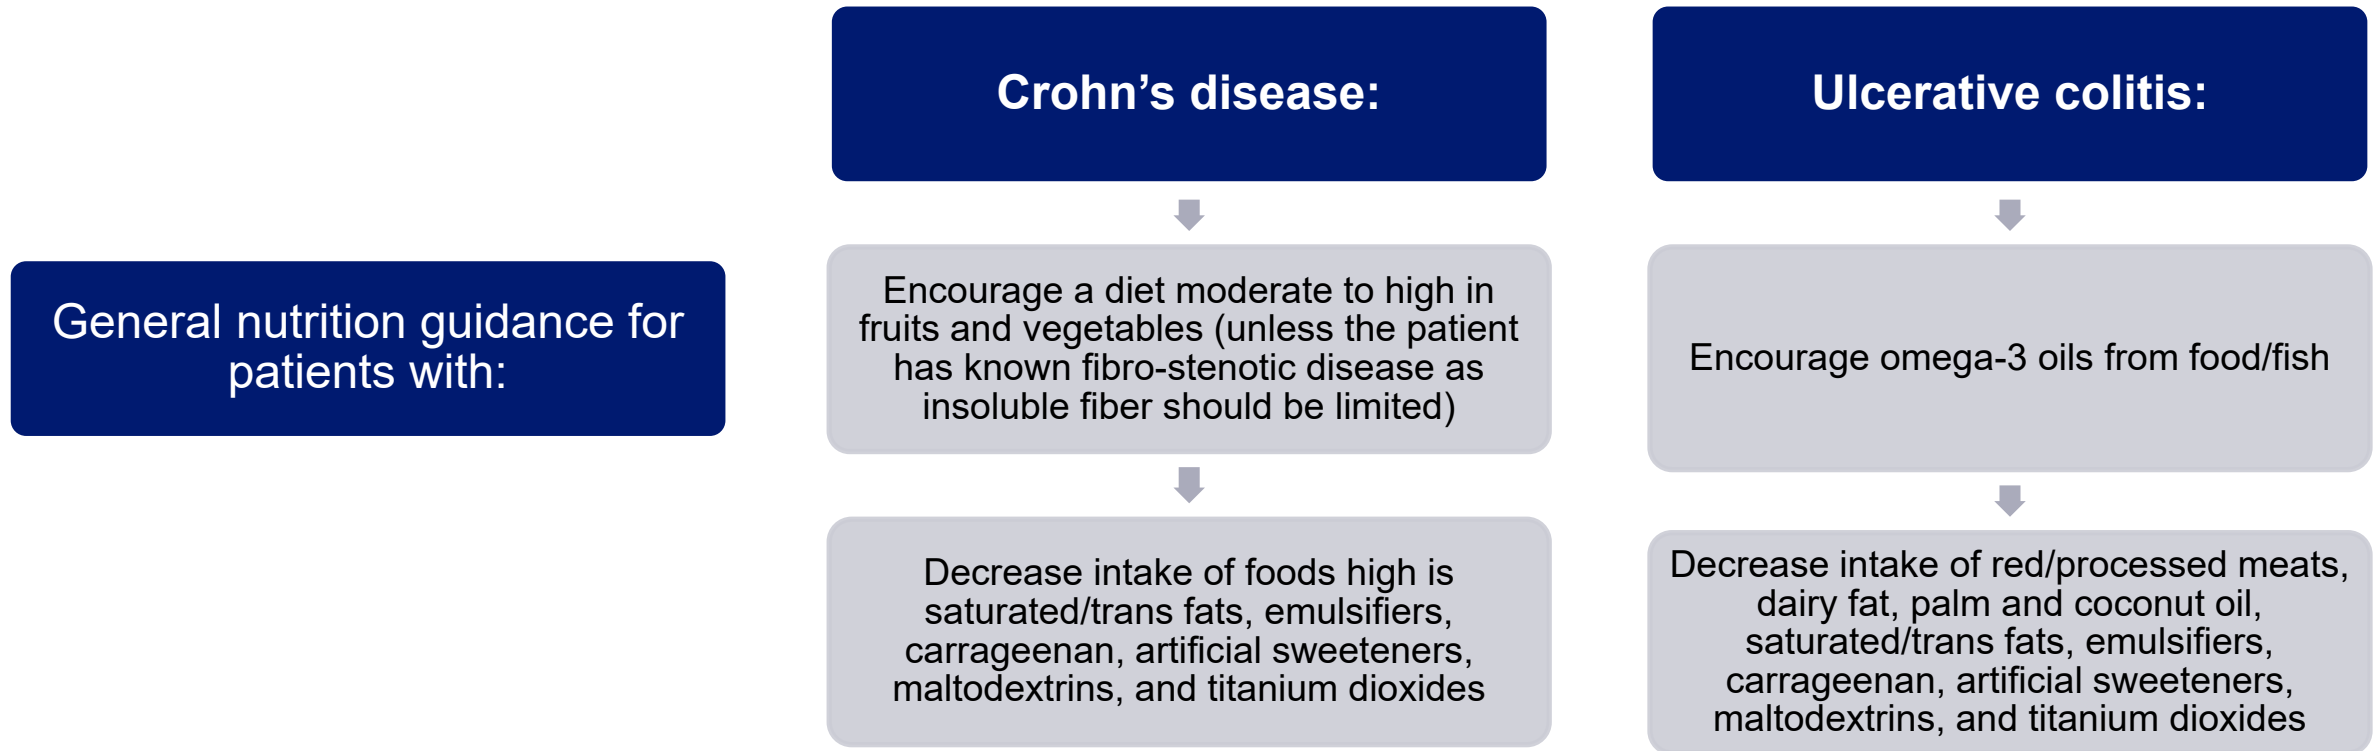 General nutrition guidance for
patients with:
Crohn’s disease:
Encourage a diet moderate to high in
fruits and vegetables (unless the patient
has known fibro-stenotic disease as
insoluble fiber should be limited)
Decrease intake of foods high is
saturated/trans fats, emulsifiers,
carrageenan, artificial sweeteners,
maltodextrins, and titanium dioxides
Ulcerative colitis:
Encourage omega-3 oils from food/fish
Decrease intake of red/processed meats,
dairy fat, palm and coconut oil,
saturated/trans fats, emulsifiers,
carrageenan, artificial sweeteners,
maltodextrins, and titanium dioxides